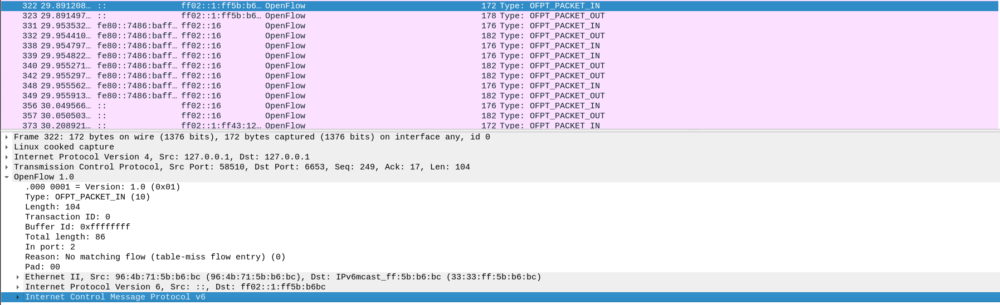 322 29.891208… :: ff02::1:ff5b:b6… OpenFlow 172 Type: OFPT_PACKET_IN
323 29.891497… :: ff02::1:ff5b:b6… OpenFlow 178 Type: OFPT_PACKET_OUT
331 29.953532… fe80::7486:baff… ff02::16 OpenFlow 176 Type: OFPT_PACKET_IN
332 29.954410… fe80::7486:baff… ff02::16 OpenFlow 182 Type: OFPT_PACKET_OUT
338 29.954797… fe80::7486:baff… ff02::16 OpenFlow 176 Type: OFPT_PACKET_IN
339 29.954822… fe80::7486:baff… ff02::16 OpenFlow 176 Type: OFPT_PACKET_IN
340 29.955271… fe80::7486:baff… ff02::16 OpenFlow 182 Type: OFPT_PACKET_OUT
342 29.955297… fe80::7486:baff… ff02::16 OpenFlow 182 Type: OFPT_PACKET_OUT
348 29.955562… fe80::7486:baff… ff02::16 OpenFlow 176 Type: OFPT_PACKET_IN
349 29.955913… fe80::7486:baff… ff02::16 OpenFlow 182 Type: OFPT_PACKET_OUT
356 30.049566… :: ff02::16 OpenFlow 176 Type: OFPT_PACKET_IN
357 30.050503… :: ff02::16 OpenFlow 182 Type: OFPT_PACKET_OUT
373 30.208921… :: ff02::1:ff43:12… OpenFlow 172 Type: OFPT_PACKET_IN
Frame 322: 172 bytes on wire (1376 bits), 172 bytes captured (1376 bits) on interface any, id 0
Linux cooked capture
Internet Protocol Version 4, Src: 127.0.0.1, Dst: 127.0.0.1
Transmission Control Protocol, Src Port: 58510, Dst Port: 6653, Seq: 249, Ack: 17, Len: 104
OpenFlow 1.0
.000 0001 = Version: 1.0 (0x01)
Type: OFPT_PACKET_IN (10)
Length: 104
Transaction ID: 0
Buffer Id: 0xffffffff
Total length: 86
In port: 2
Reason: No matching flow (table-miss flow entry) (0)
Pad: 00
Ethernet II, Src: 96:4b:71:5b:b6:bc (96:4b:71:5b:b6:bc), Dst: IPv6mcast_ff:5b:b6:bc (33:33:ff:5b:b6:bc)
Internet Protocol Version 6, Src: ::, Dst: ff02::1:ff5b:b6bc
Internet Control Message Protocol v6